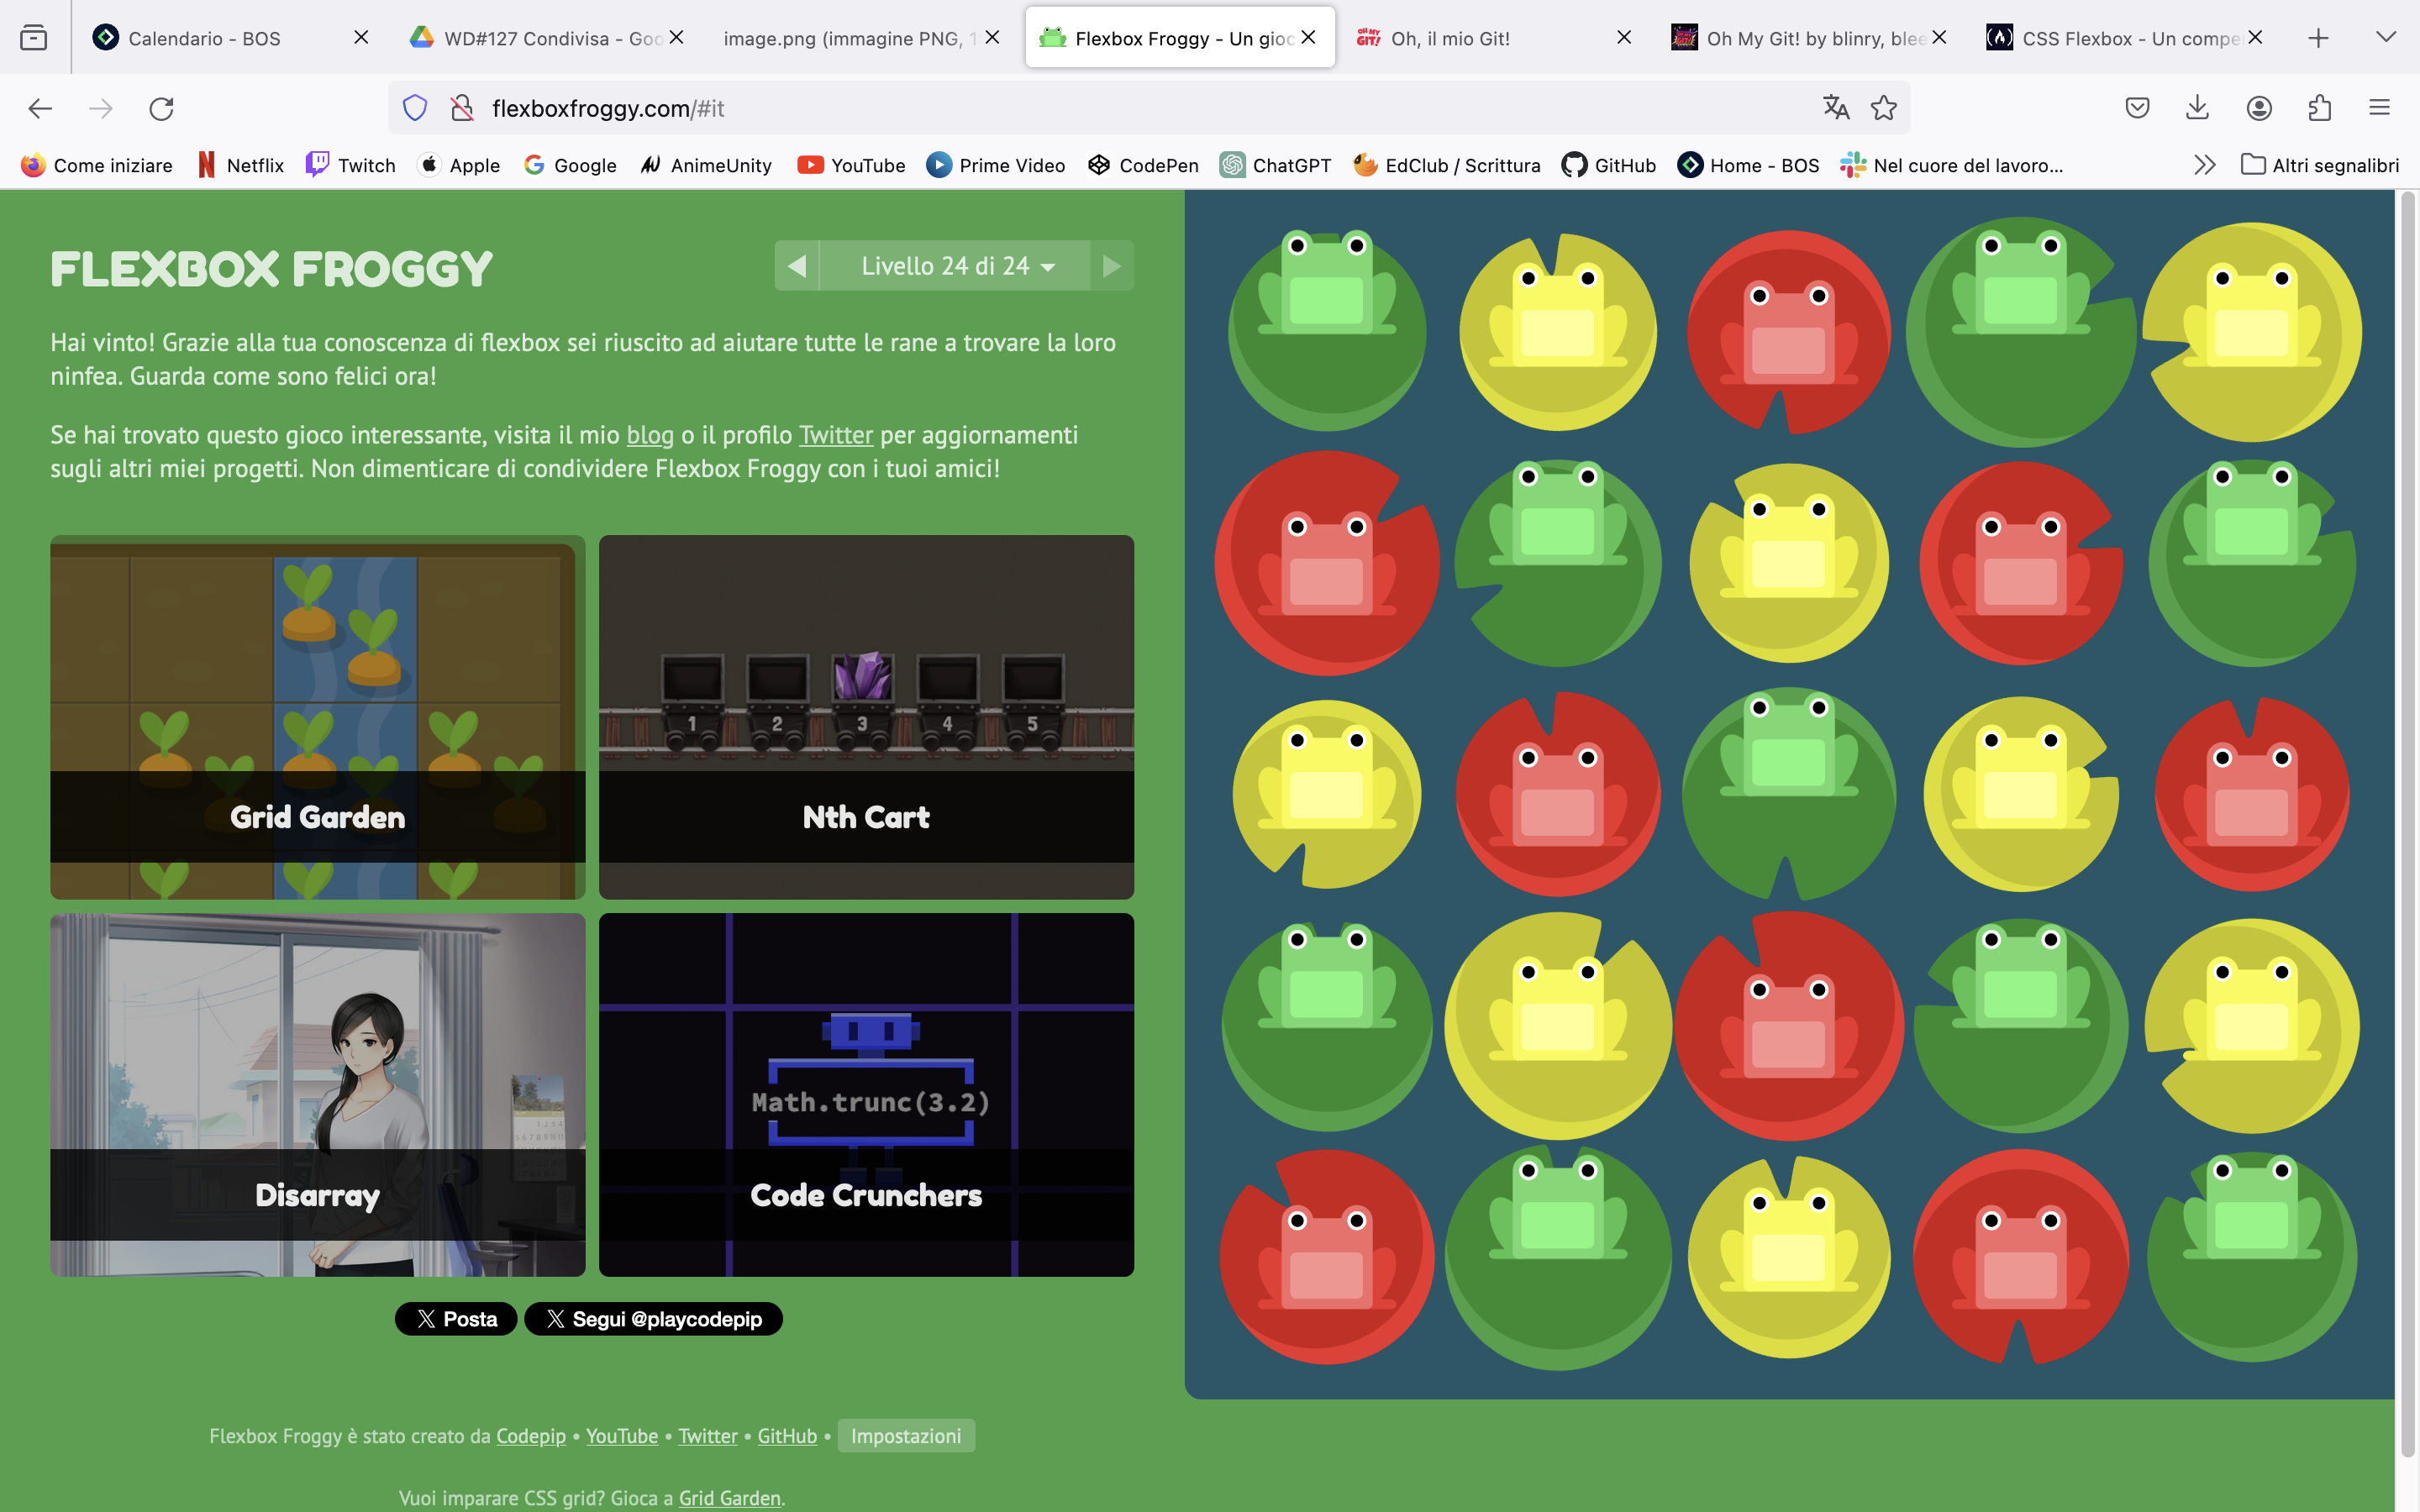 Calendario - BOS
WD#127 Condivisa - Goo
image.png (immagine PNG, 1
Flexbox Froggy - Un gioc
OH MY GIT!
Oh, il mio Git!
Oh My Git! by blinry, blee
CSS Flexbox - Un compe
flexboxfroggy.com/#it
Come iniziare
Netflix
Twitch
Apple
Google
AnimeUnity
YouTube
Prime Video
CodePen
ChatGPT
EdClub / Scrittura
GitHub
Home - BOS
Nel cuore del lavoro...
Altri segnalibri
FLEXBOX FROGGY
Livello 24 di 24
Hai vinto! Grazie alla tua conoscenza di flexbox sei riuscito ad aiutare tutte le rane a trovare la loro
ninfea. Guarda come sono felici ora!
Se hai trovato questo gioco interessante, visita il mio blog o il profilo Twitter per aggiornamenti
sugli altri miei progetti. Non dimenticare di condividere Flexbox Froggy con i tuoi amici!
Grid Garden
1 2 3 4 5
Nth Cart
Disarray
Math.trunc(3.2)
Code Crunchers
Posta
Segui @playcodepip
Flexbox Froggy è stato creato da Codepip • YouTube • Twitter • GitHub • Impostazioni
Vuoi imparare CSS grid? Gioca a Grid Garden.